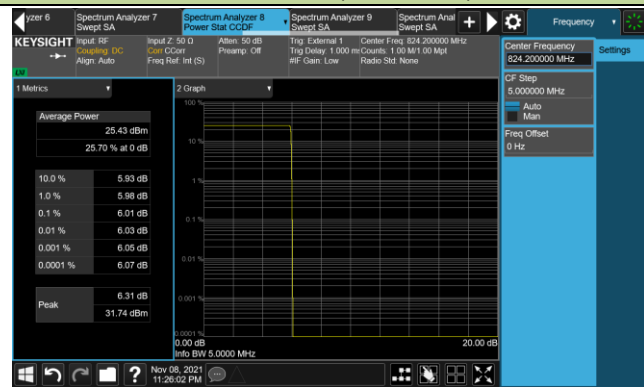 yzer 6
Spectrum Analyzer 7
Swept SA
Spectrum Analyzer 8
Power Stat CCDF
Spectrum Analyzer 9
Swept SA
Spectrum Anal
Swept SA
Frequency
KEYSIGHT
Input: RF
Coupling: DC
Align: Auto
Input Z: 50 Ω
Corr CCorr
Freq Ref: Int (S)
Atten: 50 dB
Preamp: Off
Trig: External 1
Trig Delay: 1.000 ms
#IF Gain: Low
Center Freq: 824.200000 MHz
Counts: 1.00 M/1.00 Mpt
Radio Std: None
Center Frequency
824.200000 MHz
Settings
CF Step
5.000000 MHz
Auto
Man
Freq Offset
0 Hz
1 Metrics
Average Power
25.43 dBm
25.70 % at 0 dB
10.0 % 5.93 dB
1.0 % 5.98 dB
0.1 % 6.01 dB
0.01 % 6.03 dB
0.001 % 6.05 dB
0.0001 % 6.07 dB
Peak
6.31 dB
31.74 dBm
2 Graph
100 %
10 %
1 %
0.1 %
0.01 %
0.001 %
0.0001 %
0.00 dB
20.00 dB
Info BW 5.0000 MHz
Nov 08, 2021
11:26:02 PM